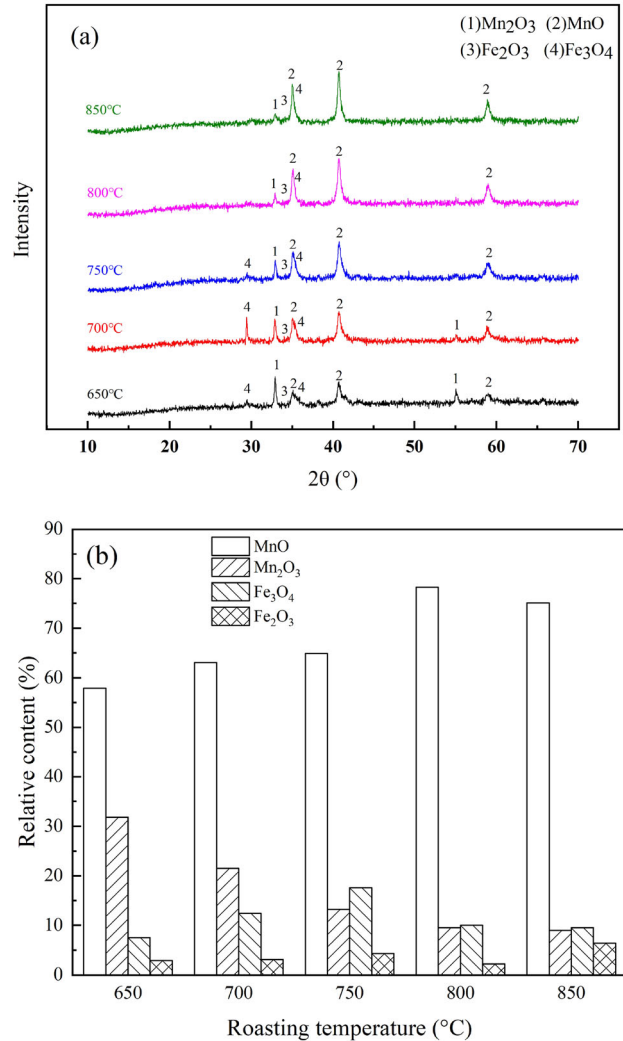 (a)
(1)Mn₂O₃ (2)MnO
(3)Fe₂O₃ (4)Fe₃O₄
850℃
1 3 2 4 2 2
800℃
1 3 2 4 2 2
750℃
4 1 3 2 4 2 2
700℃
4 1 3 2 4 2 1 2
650℃
4 1 3 2 4 2 1 2
Intensity
10 20 30 40 50 60 70
2θ (°)
(b)
MnO
Mn₂O₃
Fe₃O₄
Fe₂O₃
90
80
70
60
50
40
30
20
10
0
Relative content (%)
650 700 750 800 850
Roasting temperature (°C)